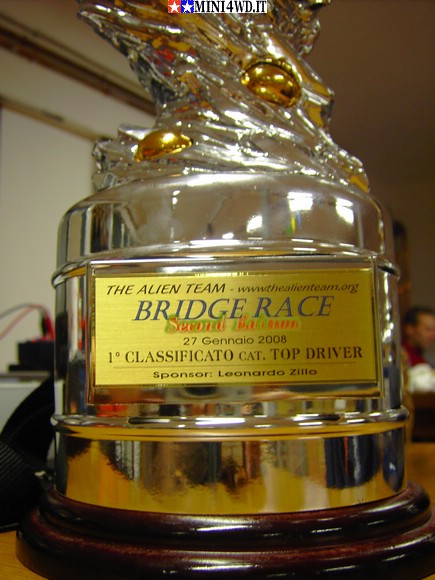 MINI4WD.IT
THE ALIEN TEAM - www.thealienteam.org
BRIDGE RACE
Second Edition
27 Gennaio 2008
1° CLASSIFICATO CAT. TOP DRIVER
Sponsor: Leonardo Zilla